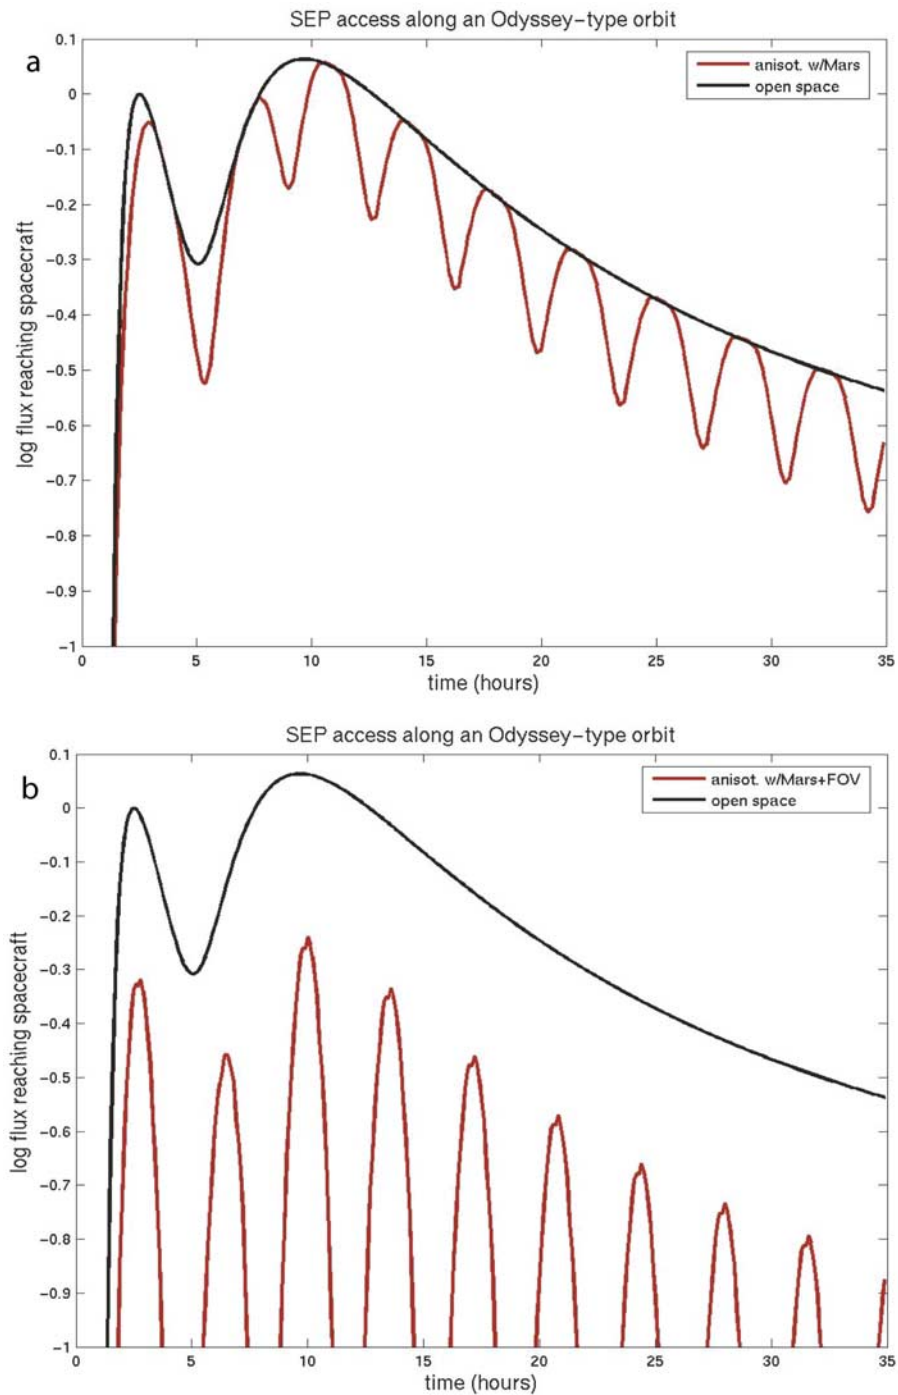 SEP access along an Odyssey-type orbit
a
0.1
anisot. w/Mars
open space
0
-0.1
-0.2
-0.3
-0.4
-0.5
-0.6
-0.7
-0.8
-0.9
-1
log flux reaching spacecraft
0 5 10 15 20 25 30 35
time (hours)
SEP access along an Odyssey-type orbit
b
0.1
anisot. w/Mars+FOV
open space
0
-0.1
-0.2
-0.3
-0.4
-0.5
-0.6
-0.7
-0.8
-0.9
-1
log flux reaching spacecraft
0 5 10 15 20 25 30 35
time (hours)